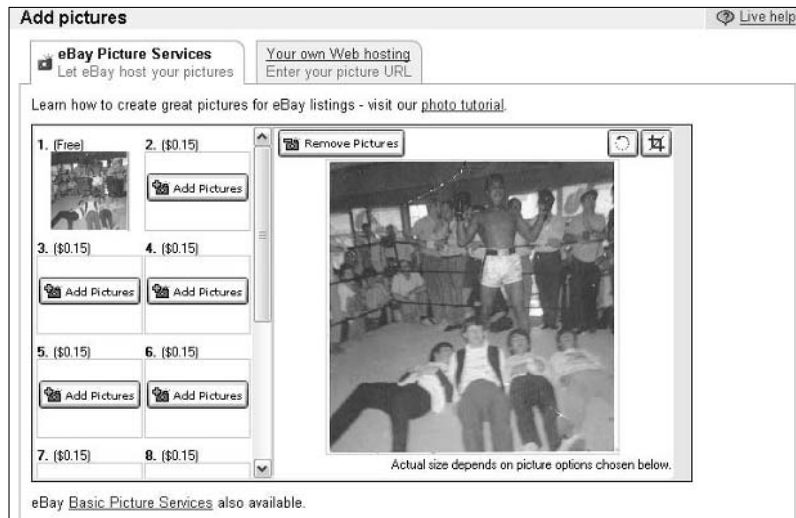 Add pictures
Live help
eBay Picture Services
Let eBay host your pictures
Your own Web hosting
Enter your picture URL
Learn how to create great pictures for eBay listings - visit our photo tutorial.
1. (Free)
2. ($0.15)
Add Pictures
3. ($0.15)
4. ($0.15)
Add Pictures
Add Pictures
5. ($0.15)
6. ($0.15)
Add Pictures
Add Pictures
7. ($0.15)
8. ($0.15)
Remove Pictures
Actual size depends on picture options chosen below.
eBay Basic Picture Services also available.